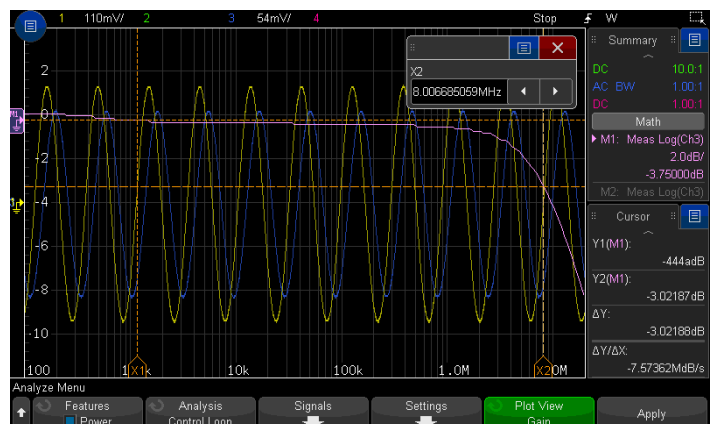 1 110mV/ 2 3 54mV/ 4 Stop W
X2
8.006685059MHz
2
0
-2
-4
-6
-8
-10
M1
100 1 X1 k 10k 100k 1.0M X2 0M
Summary
DC 10.0:1
AC BW 1.00:1
DC 1.00:1
Math
M1: Meas Log(Ch3)
2.0dB/
-3.75000dB
M2: Meas Log(Ch3)
Cursor
Y1(M1):
-444adB
Y2(M1):
-3.02187dB
ΔY:
-3.02188dB
ΔY/ΔX:
-7.57362MdB/s
Analyze Menu
Features
Power
Analysis
Control Loop
Signals
Settings
Plot View
Gain
Apply